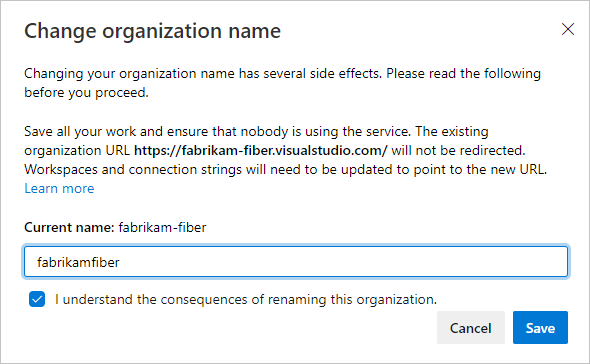 Change organization name
Changing your organization name has several side effects. Please read the following
before you proceed.
Save all your work and ensure that nobody is using the service. The existing
organization URL https://fabrikam-fiber.visualstudio.com/ will not be redirected.
Workspaces and connection strings will need to be updated to point to the new URL.
Learn more
Current name: fabrikam-fiber
fabrikamfiber
I understand the consequences of renaming this organization.
Cancel Save